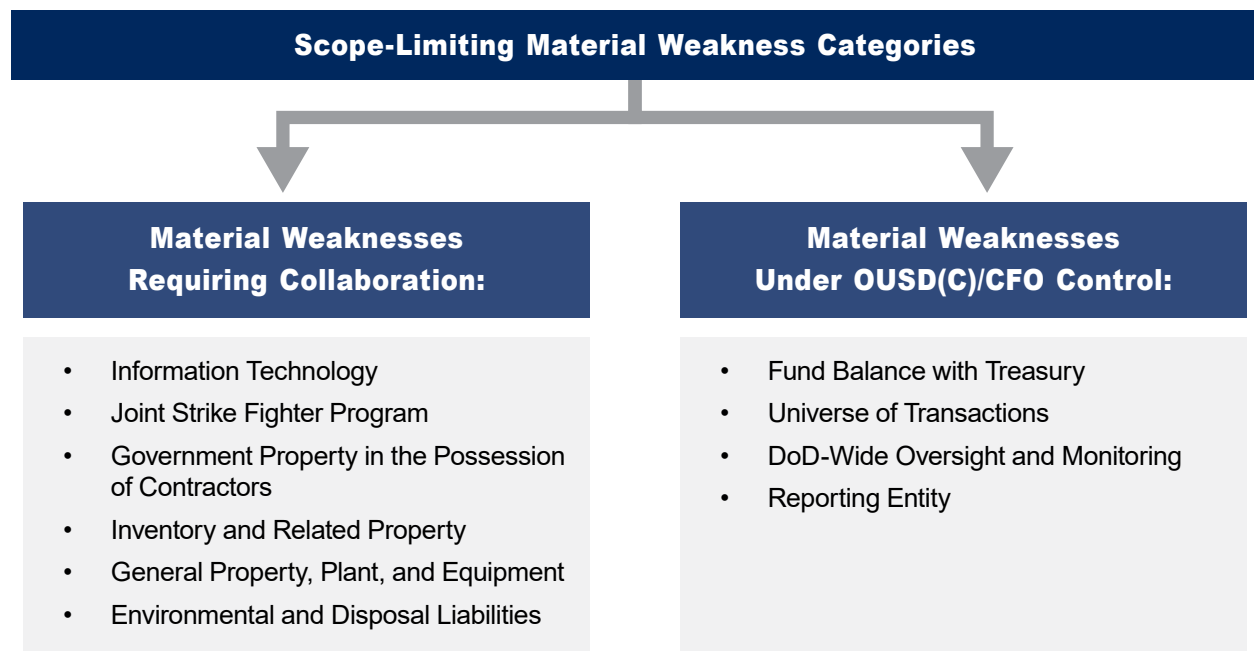 Scope-Limiting Material Weakness Categories
Material Weaknesses
Requiring Collaboration:
• Information Technology
• Joint Strike Fighter Program
• Government Property in the Possession
of Contractors
• Inventory and Related Property
• General Property, Plant, and Equipment
• Environmental and Disposal Liabilities
Material Weaknesses
Under OUSD(C)/CFO Control:
• Fund Balance with Treasury
• Universe of Transactions
• DoD-Wide Oversight and Monitoring
• Reporting Entity